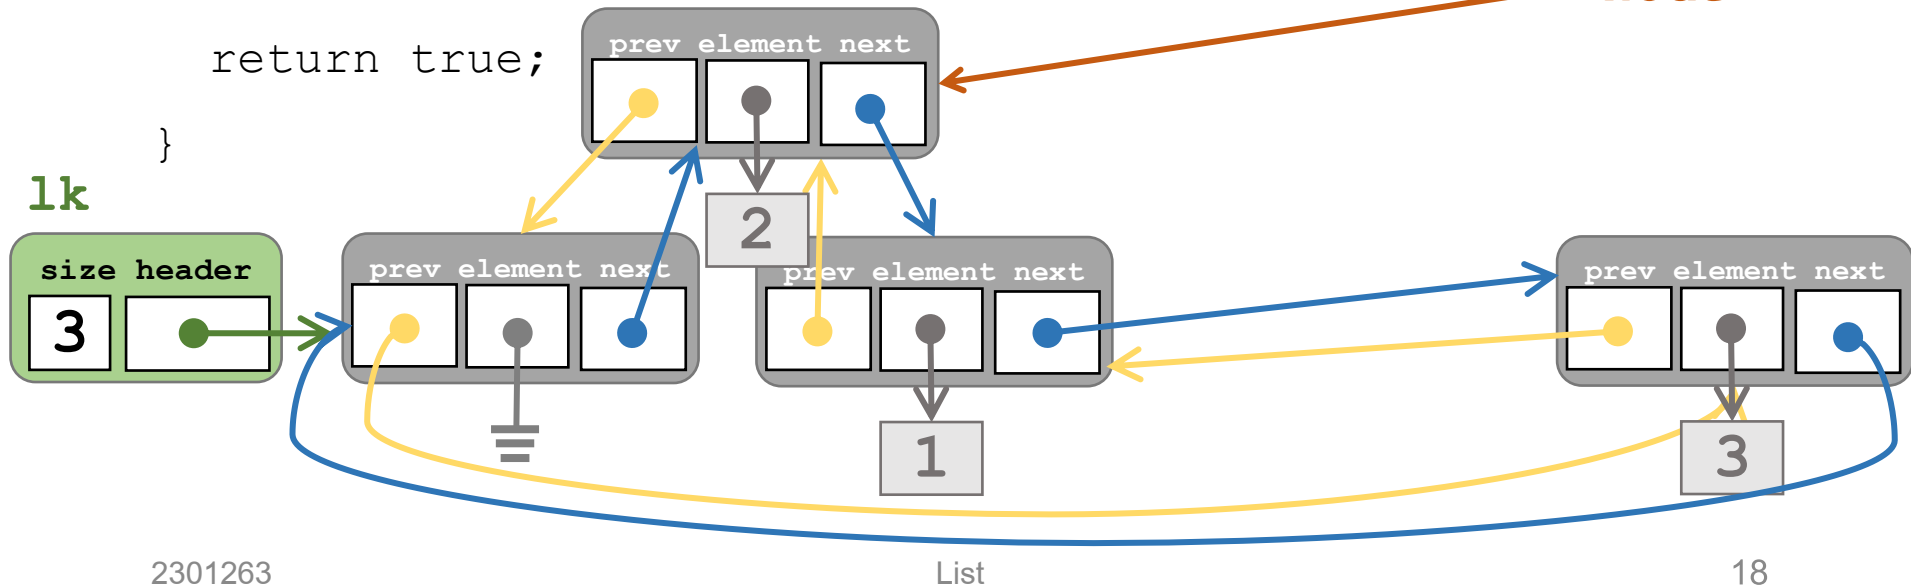 return true;
}
prev element next
2
lk
size header
3
prev element next
prev element next
1
prev element next
3
2301263
List
18